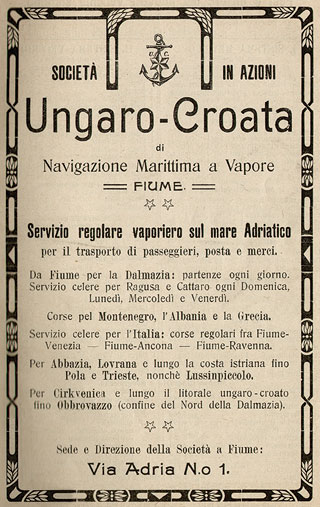 SOCIETÀ IN AZIONI
Ungaro-Croata
di
Navigazione Marittima a Vapore
FIUME.
Servizio regolare vaporiero sul mare Adriatico
per il trasporto di passeggieri, posta e merci.
Da Fiume per la Dalmazia: partenze ogni giorno.
Servizio celere per Ragusa e Cattaro ogni Domenica,
Lunedì, Mercoledì e Venerdì.
Corse pel Montenegro, l'Albania e la Grecia.
Servizio celere per l'Italia: corse regolari fra Fiume-
Venezia — Fiume-Ancona — Fiume-Ravenna.
Per Abbazia, Lovrana e lungo la costa istriana fino
Pola e Trieste, nonchè Lussinpiccolo.
Per Cirkvenica e lungo il litorale ungaro-croato
fino Obbrovazzo (confine del Nord della Dalmazia).
Sede e Direzione della Società a Fiume:
Via Adria N.o 1.